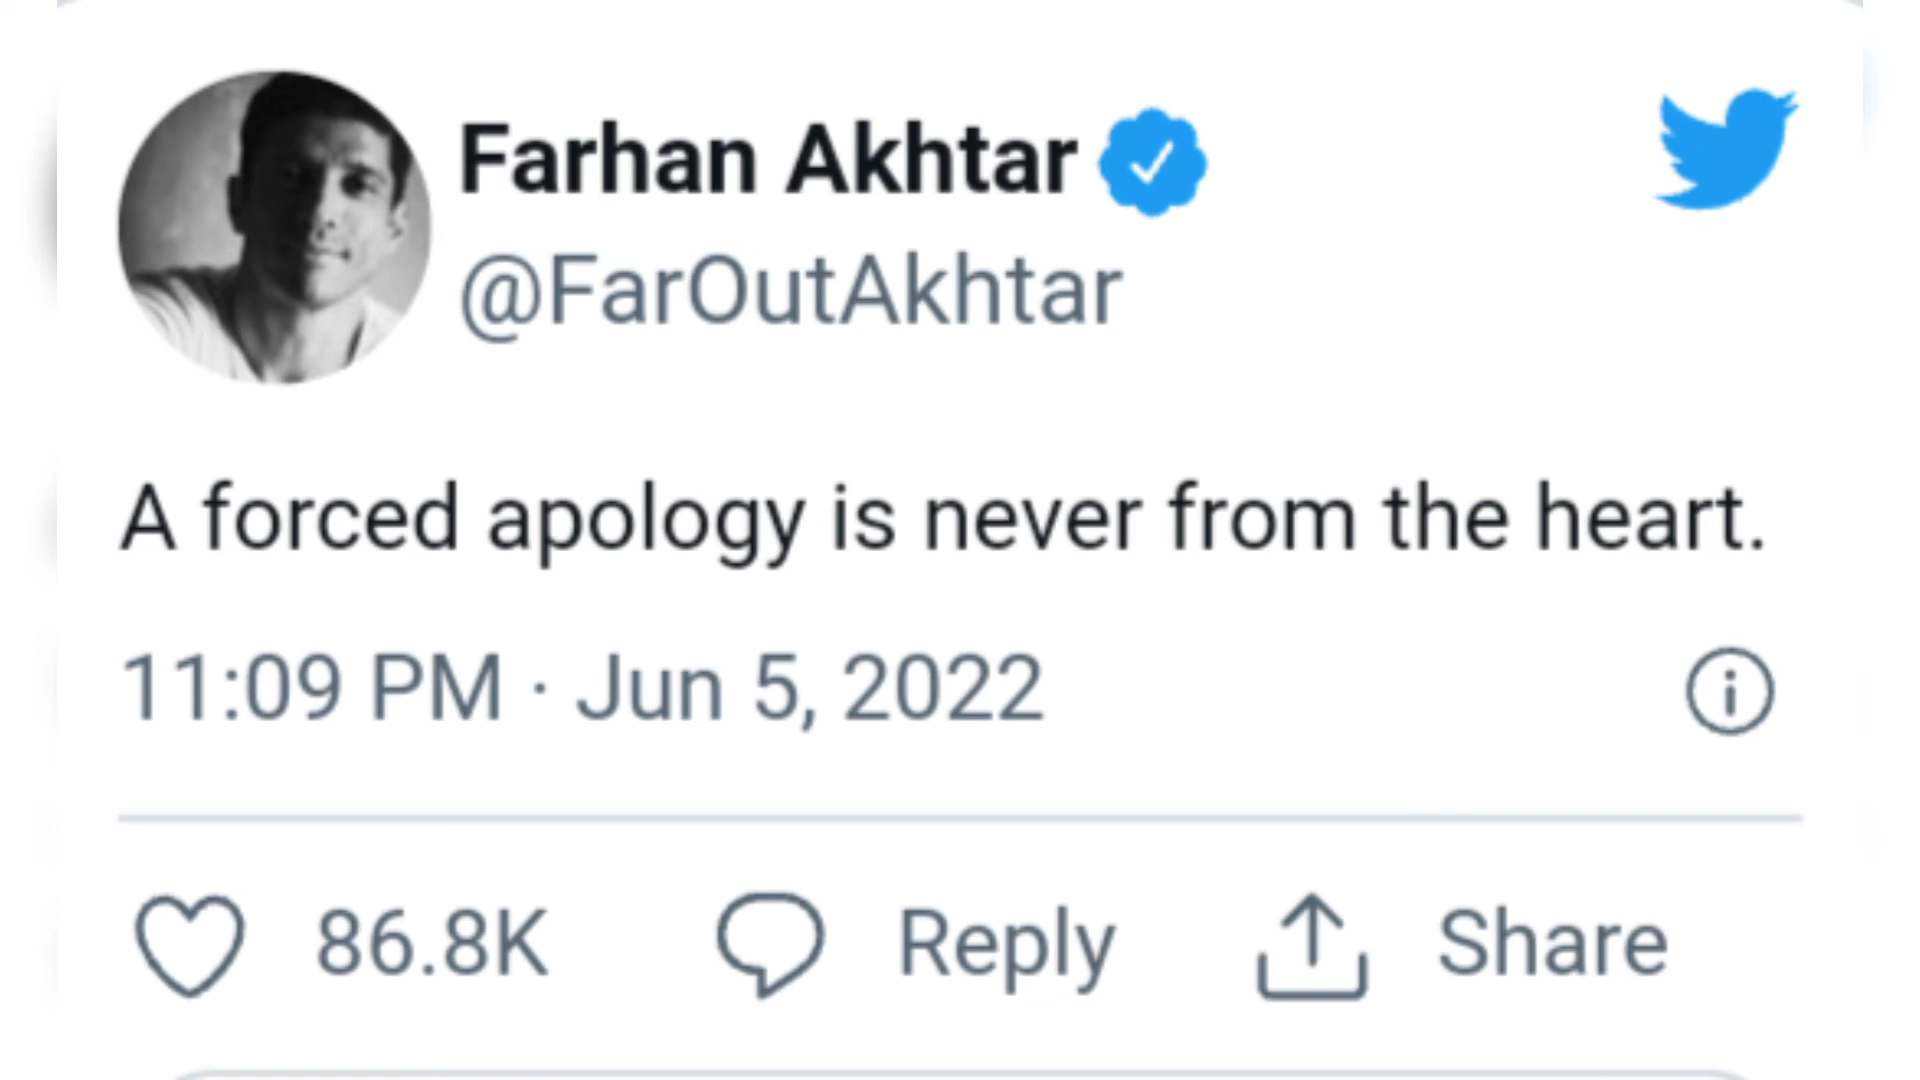 Farhan Akhtar
@FarOutAkhtar
A forced apology is never from the heart.
11:09 PM · Jun 5, 2022
86.8K Reply Share